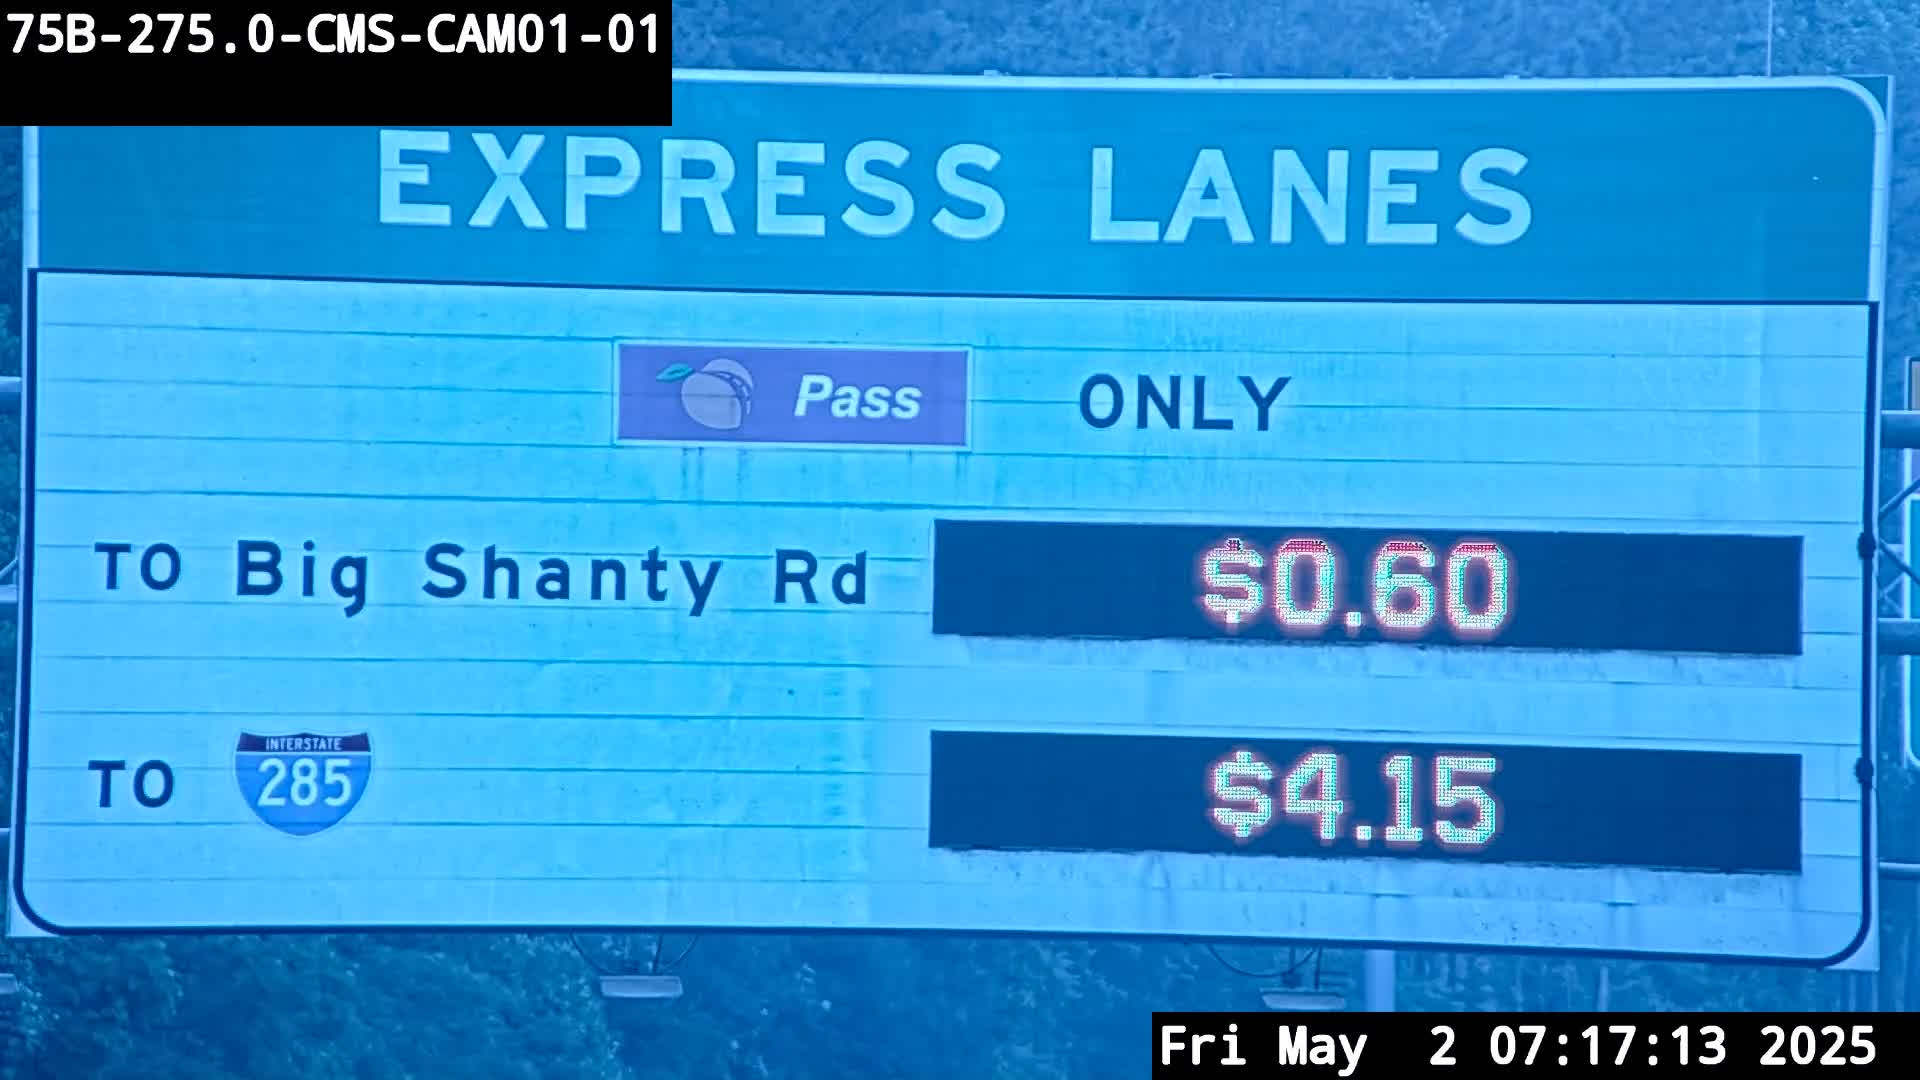 75B-275.0-CMS-CAM01-01
EXPRESS LANES
Pass ONLY
TO Big Shanty Rd $0.60
INTERSTATE
TO 285 $4.15
Fri May  2 07:17:13 2025